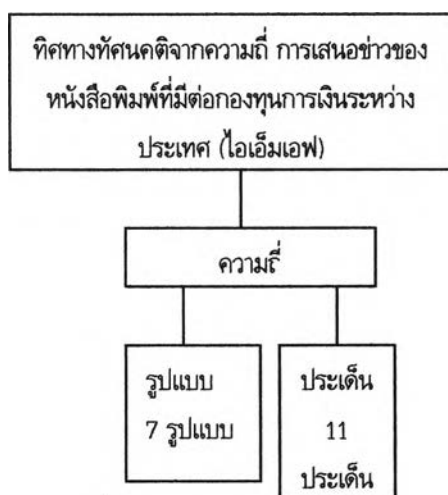 ทิศทางทัศนคติจากความถี่ การเสนอข่าวของ
หนังสือพิมพ์ที่มีต่อกองทุนการเงินระหว่าง
ประเทศ (ไอเอ็มเอฟ)
ความถี่
รูปแบบ
7 รูปแบบ
ประเด็น
11
ประเด็น